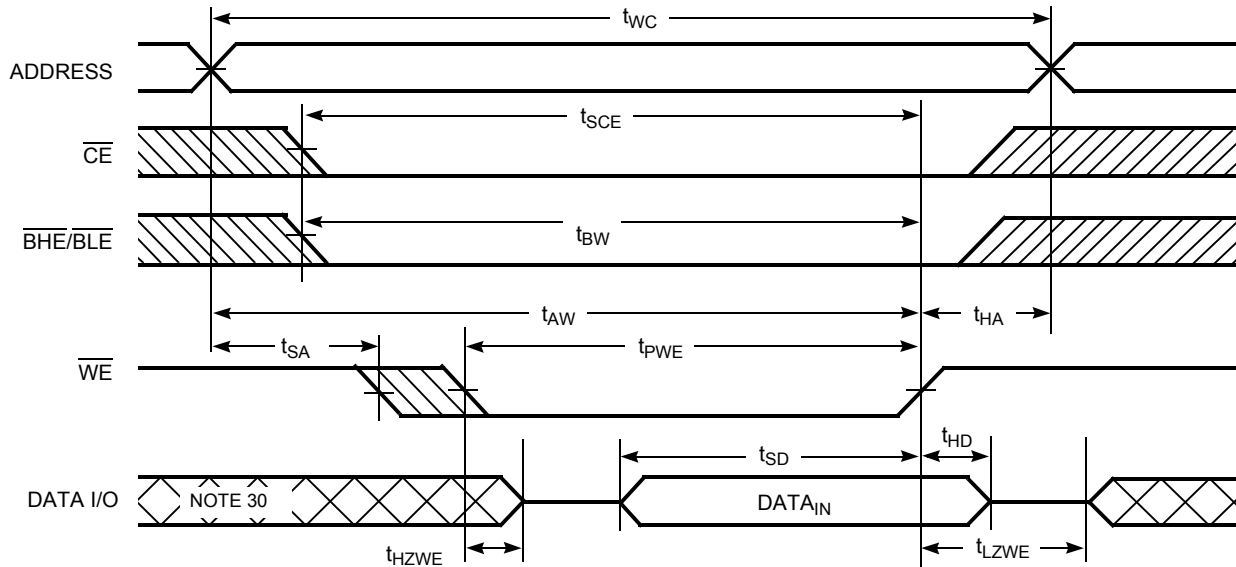 tWC
ADDRESS
tSCE
CE
BHE/BLE
tBW
tAW
tHA
tSA
tPWE
WE
tHD
tSD
DATA I/O
NOTE 30
DATAIN
tHZWE
tLZWE